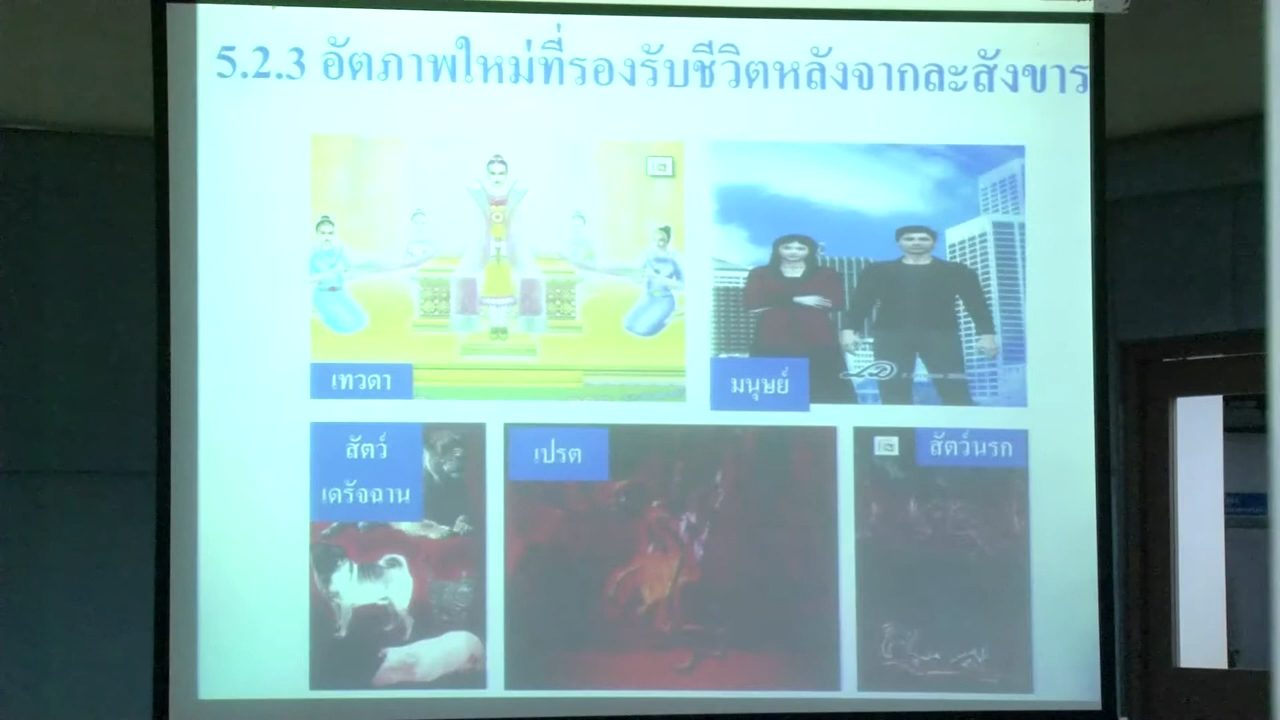 5.2.3 อัตภาพใหม่ที่รองรับชีวิตหลังจากละสังขาร
เทวดา
มนุษย์
สัตว์
เดรัจฉาน
เปรต
สัตว์นรก